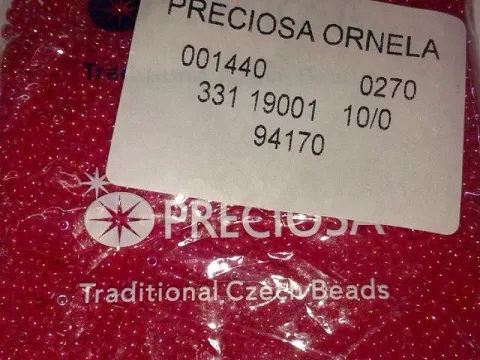 PRECIOSA ORNELA
001440 0270
331 19001 10/0
94170
PRECIOSA
Traditional Czech Beads